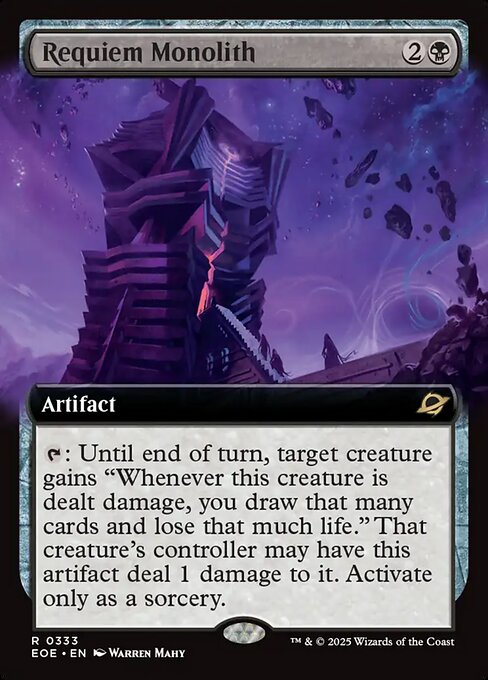 Requiem Monolith 2
Artifact
: Until end of turn, target creature
gains “Whenever this creature is
dealt damage, you draw that many
cards and lose that much life.” That
creature’s controller may have this
artifact deal 1 damage to it. Activate
only as a sorcery.
R 0333
EOE • EN Warren Mahy
™ & © 2025 Wizards of the Coast